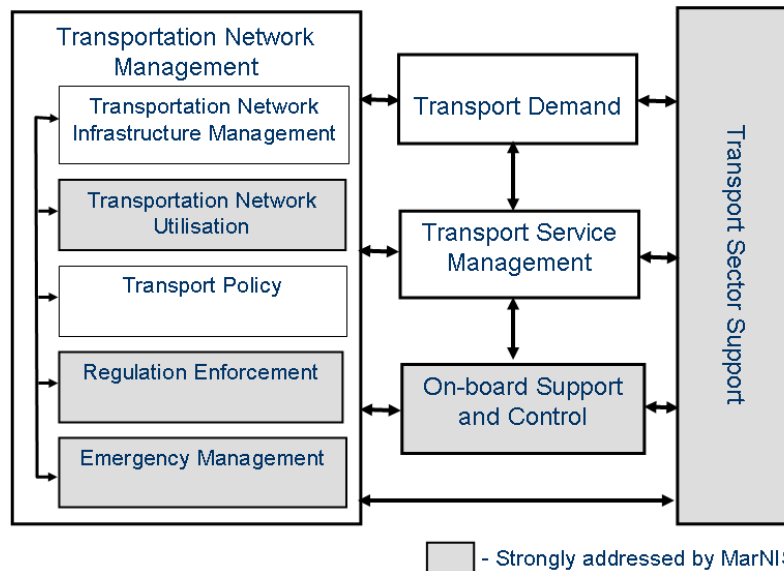 Transportation Network
Management
Transportation Network
Infrastructure Management
Transportation Network
Utilisation
Transport Policy
Regulation Enforcement
Emergency Management
Transport Demand
Transport Service
Management
On-board Support
and Control
Transport Sector Support
- Strongly addressed by MarNIS